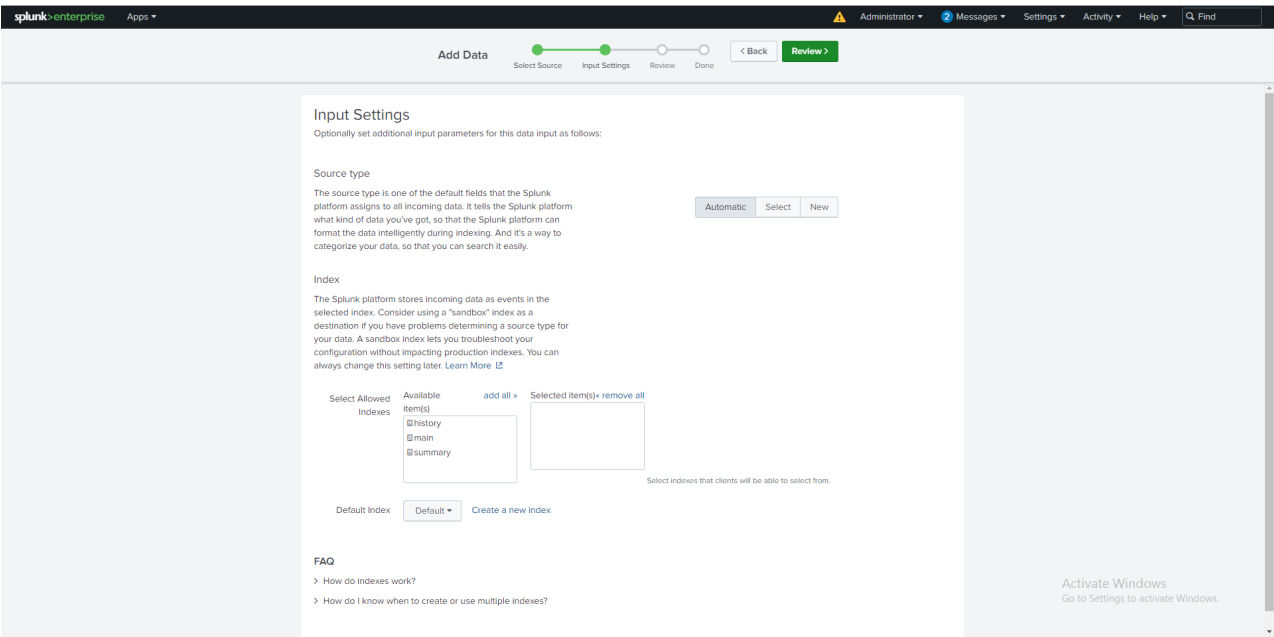 splunk>enterprise Apps Administrator 2 Messages Settings Activity Help Find
Add Data
Select Source Input Settings Review Done
< Back Review >
Input Settings
Optionally set additional input parameters for this data input as follows:
Source type
The source type is one of the default fields that the Splunk
platform assigns to all incoming data. It tells the Splunk platform
what kind of data you've got, so that the Splunk platform can
format the data intelligently during indexing. And it's a way to
categorize your data, so that you can search it easily.
Automatic Select New
Index
The Splunk platform stores incoming data as events in the
selected index. Consider using a "sandbox" index as a
destination if you have problems determining a source type for
your data. A sandbox index lets you troubleshoot your
configuration without impacting production indexes. You can
always change this setting later. Learn More
Select Allowed
Indexes
Available
item(s)
add all »
Selected item(s)« remove all
history
main
summary
Select indexes that clients will be able to select from.
Default Index Default Create a new index
FAQ
> How do indexes work?
> How do I know when to create or use multiple indexes?
Activate Windows
Go to Settings to activate Windows.